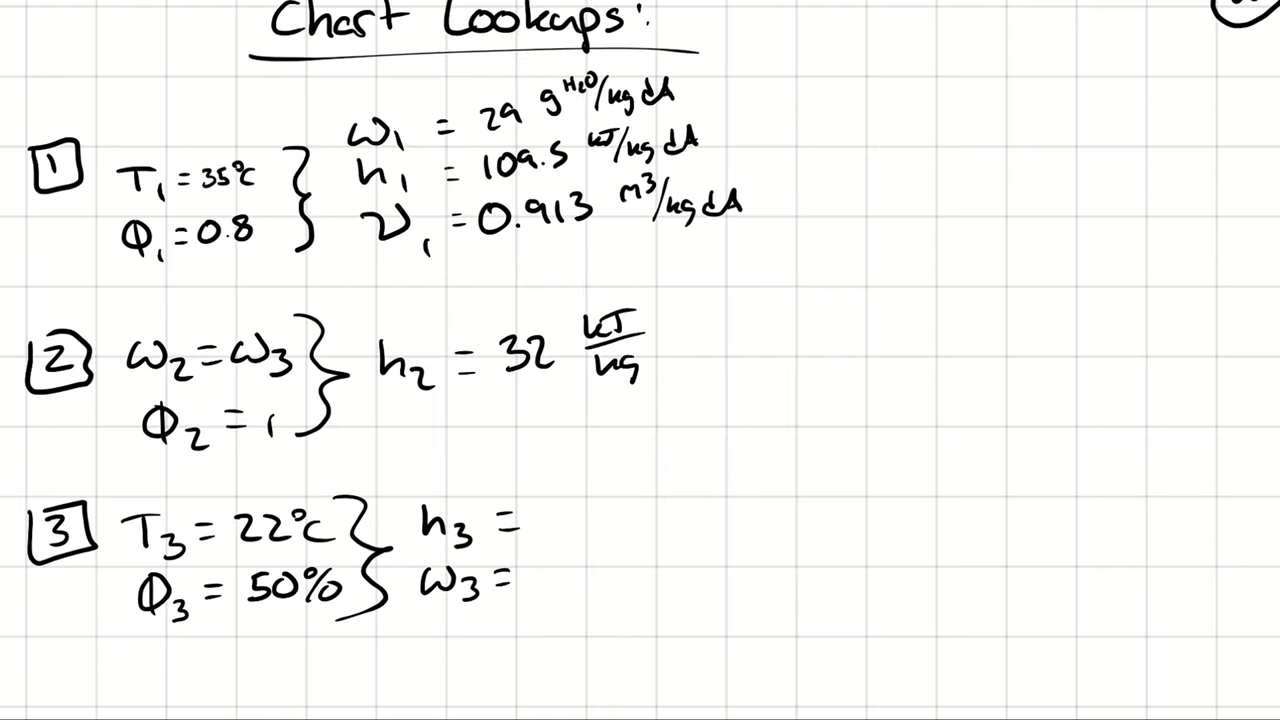 Chart Lookups:
1 T₁ = 35°C
Φ₁ = 0.8
ω₁ = 29 g H₂O/kg dA
h₁ = 109.5 kJ/kg dA
ν₁ = 0.913 m³/kg dA
2 ω₂ = ω₃
Φ₂ = 1
h₂ = 32 kJ/kg
3 T₃ = 22°C
Φ₃ = 50%
h₃ =
ω₃ =